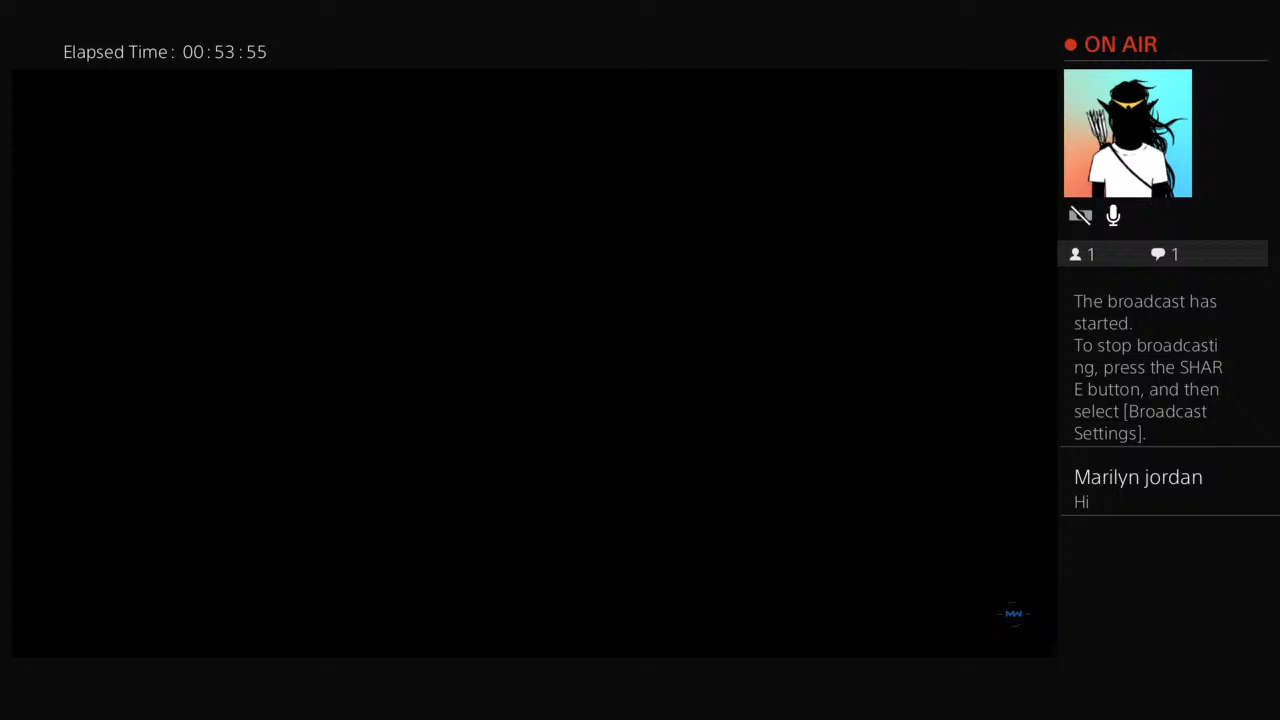 Elapsed Time: 00:53:55
ON AIR
1 1
The broadcast has
started.
To stop broadcasti
ng, press the SHAR
E button, and then
select [Broadcast
Settings].
Marilyn jordan
Hi
MW